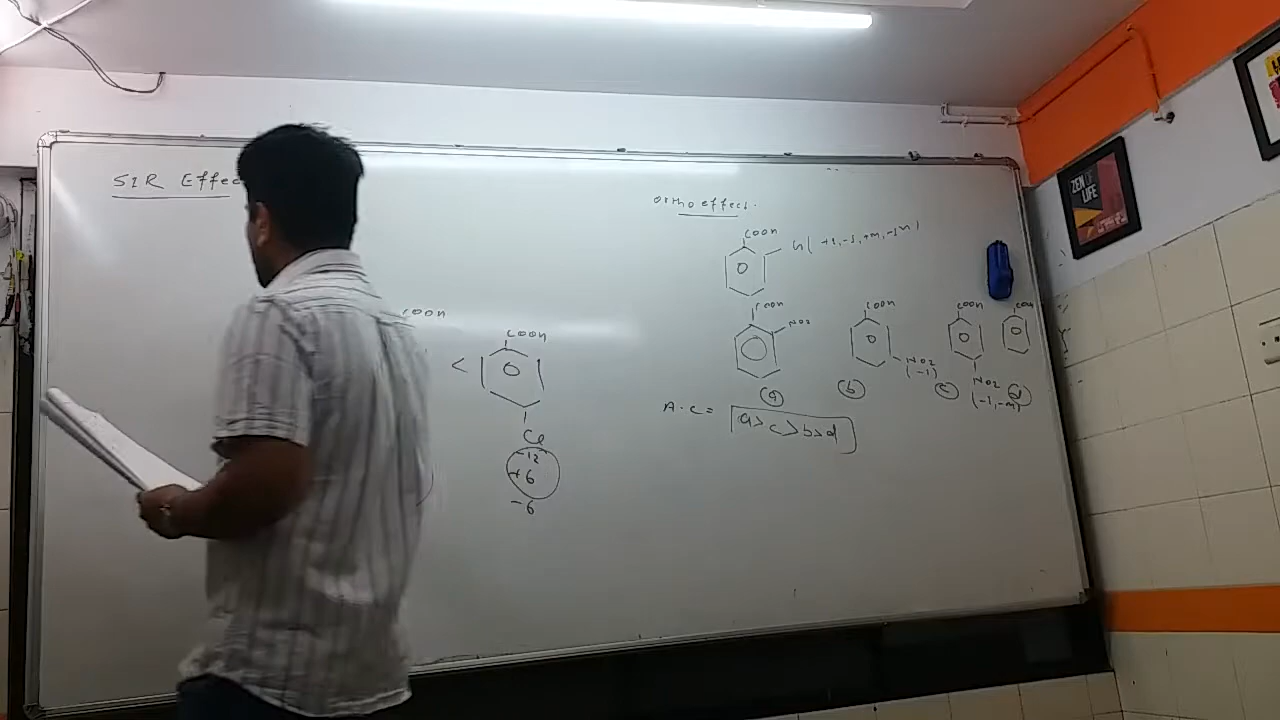 SIR Effec
Ortho effect.
COOH
G( +I, -I, +M, -M)
COOH
<
COOH
Cl
-12
+6
-6
COOH
NO2
(a)
COOH
NO2
(-I)
(b)
COOH
NO2
(-I, -M)
(c)
COOH
(d)
A.C =
a>c>b>d
ZEN OF
LIFE